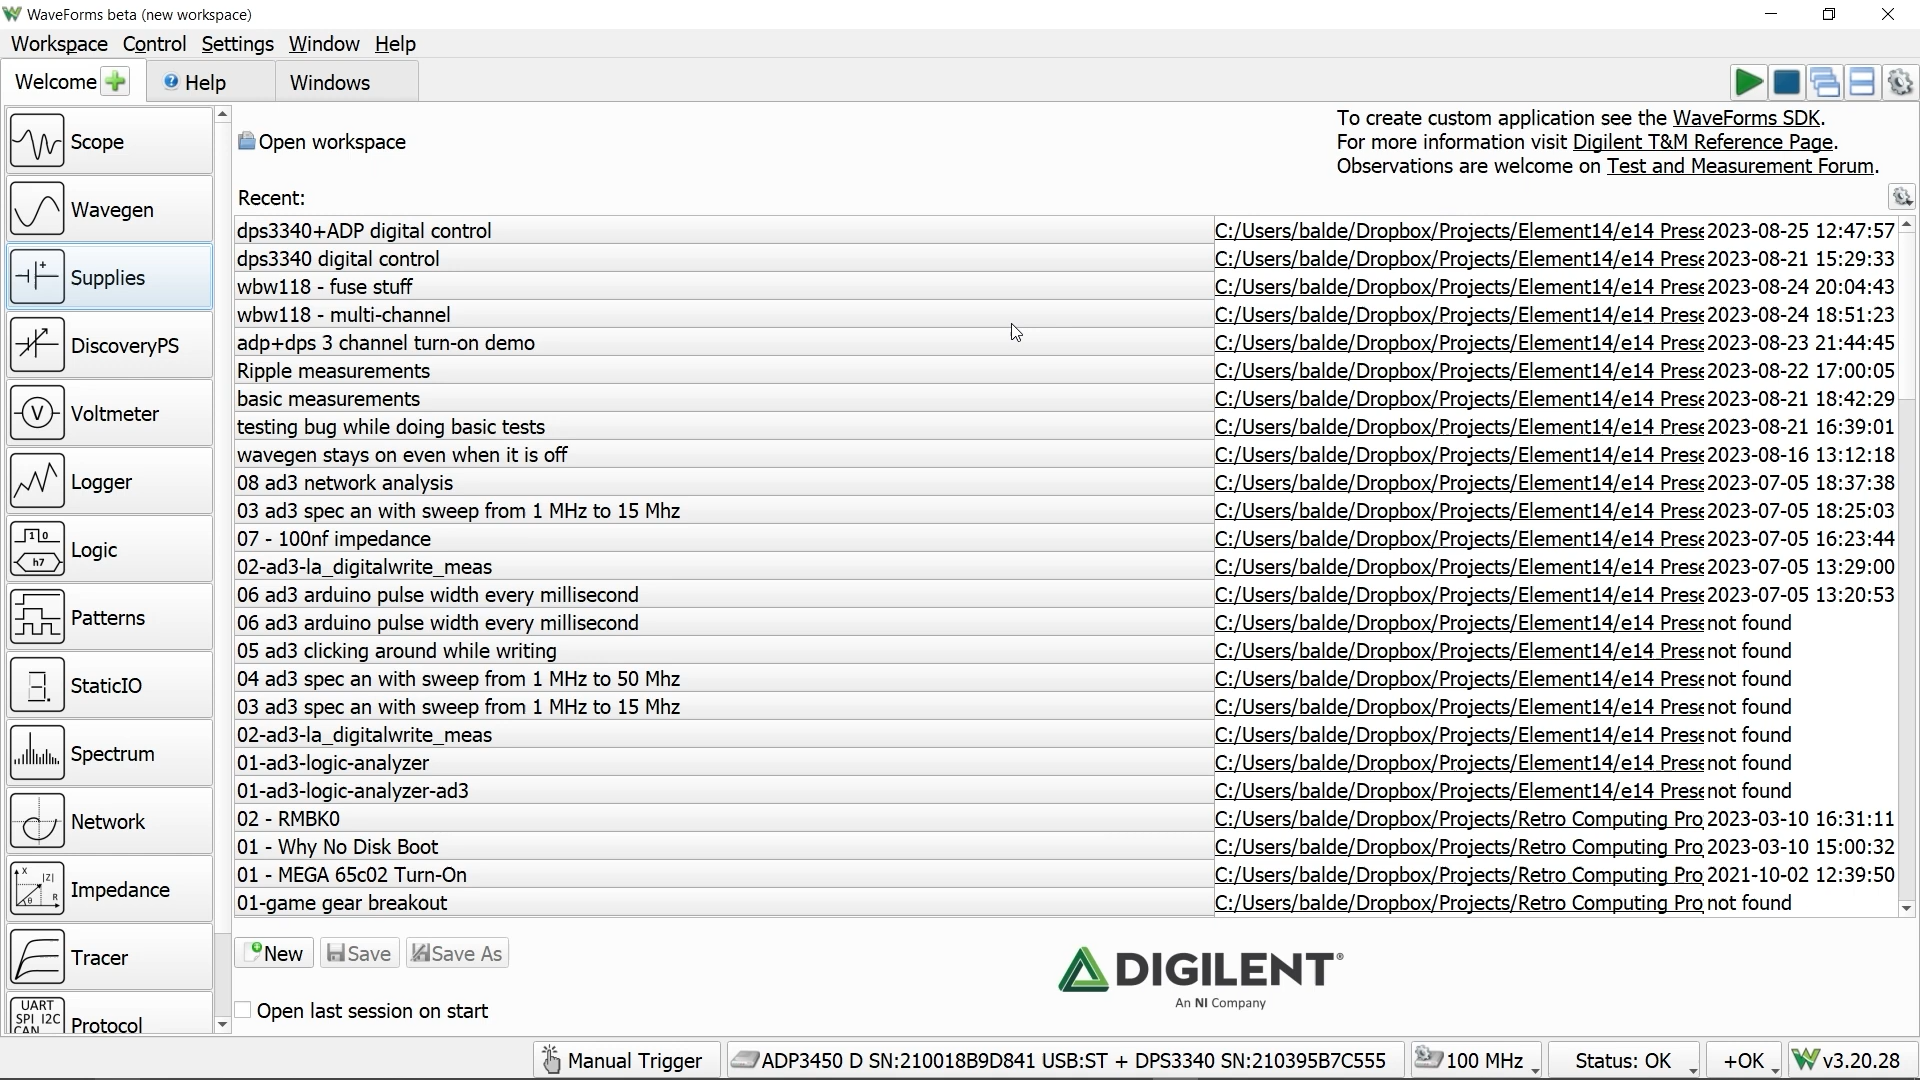 WaveForms beta (new workspace)
Workspace Control Settings Window Help
Welcome Help Windows
To create custom application see the WaveForms SDK.
For more information visit Digilent T&M Reference Page.
Observations are welcome on Test and Measurement Forum.
Scope
Wavegen
Supplies
DiscoveryPS
V
Voltmeter
Logger
1 0
h7
Logic
Patterns
StaticIO
Spectrum
Network
X |Z| θ R
Impedance
Tracer
UART
SPI I2C
CAN
Protocol
Open workspace
Recent:
dps3340+ADP digital control C:/Users/balde/Dropbox/Projects/Element14/e14 Prese 2023-08-25 12:47:57
dps3340 digital control C:/Users/balde/Dropbox/Projects/Element14/e14 Prese 2023-08-21 15:29:33
wbw118 - fuse stuff C:/Users/balde/Dropbox/Projects/Element14/e14 Prese 2023-08-24 20:04:43
wbw118 - multi-channel C:/Users/balde/Dropbox/Projects/Element14/e14 Prese 2023-08-24 18:51:23
adp+dps 3 channel turn-on demo C:/Users/balde/Dropbox/Projects/Element14/e14 Prese 2023-08-23 21:44:45
Ripple measurements C:/Users/balde/Dropbox/Projects/Element14/e14 Prese 2023-08-22 17:00:05
basic measurements C:/Users/balde/Dropbox/Projects/Element14/e14 Prese 2023-08-21 18:42:29
testing bug while doing basic tests C:/Users/balde/Dropbox/Projects/Element14/e14 Prese 2023-08-21 16:39:01
wavegen stays on even when it is off C:/Users/balde/Dropbox/Projects/Element14/e14 Prese 2023-08-16 13:12:18
08 ad3 network analysis C:/Users/balde/Dropbox/Projects/Element14/e14 Prese 2023-07-05 18:37:38
03 ad3 spec an with sweep from 1 MHz to 15 Mhz C:/Users/balde/Dropbox/Projects/Element14/e14 Prese 2023-07-05 18:25:03
07 - 100nf impedance C:/Users/balde/Dropbox/Projects/Element14/e14 Prese 2023-07-05 16:23:44
02-ad3-la_digitalwrite_meas C:/Users/balde/Dropbox/Projects/Element14/e14 Prese 2023-07-05 13:29:00
06 ad3 arduino pulse width every millisecond C:/Users/balde/Dropbox/Projects/Element14/e14 Prese 2023-07-05 13:20:53
06 ad3 arduino pulse width every millisecond C:/Users/balde/Dropbox/Projects/Element14/e14 Prese not found
05 ad3 clicking around while writing C:/Users/balde/Dropbox/Projects/Element14/e14 Prese not found
04 ad3 spec an with sweep from 1 MHz to 50 Mhz C:/Users/balde/Dropbox/Projects/Element14/e14 Prese not found
03 ad3 spec an with sweep from 1 MHz to 15 Mhz C:/Users/balde/Dropbox/Projects/Element14/e14 Prese not found
02-ad3-la_digitalwrite_meas C:/Users/balde/Dropbox/Projects/Element14/e14 Prese not found
01-ad3-logic-analyzer C:/Users/balde/Dropbox/Projects/Element14/e14 Prese not found
01-ad3-logic-analyzer-ad3 C:/Users/balde/Dropbox/Projects/Element14/e14 Prese not found
02 - RMBK0 C:/Users/balde/Dropbox/Projects/Retro Computing Pro 2023-03-10 16:31:11
01 - Why No Disk Boot C:/Users/balde/Dropbox/Projects/Retro Computing Pro 2023-03-10 15:00:32
01 - MEGA 65c02 Turn-On C:/Users/balde/Dropbox/Projects/Retro Computing Pro 2021-10-02 12:39:50
01-game gear breakout C:/Users/balde/Dropbox/Projects/Retro Computing Pro not found
New Save Save As
DIGILENT®
An NI Company
Open last session on start
Manual Trigger ADP3450 D SN:210018B9D841 USB:ST + DPS3340 SN:210395B7C555 100 MHz Status: OK +OK v3.20.28